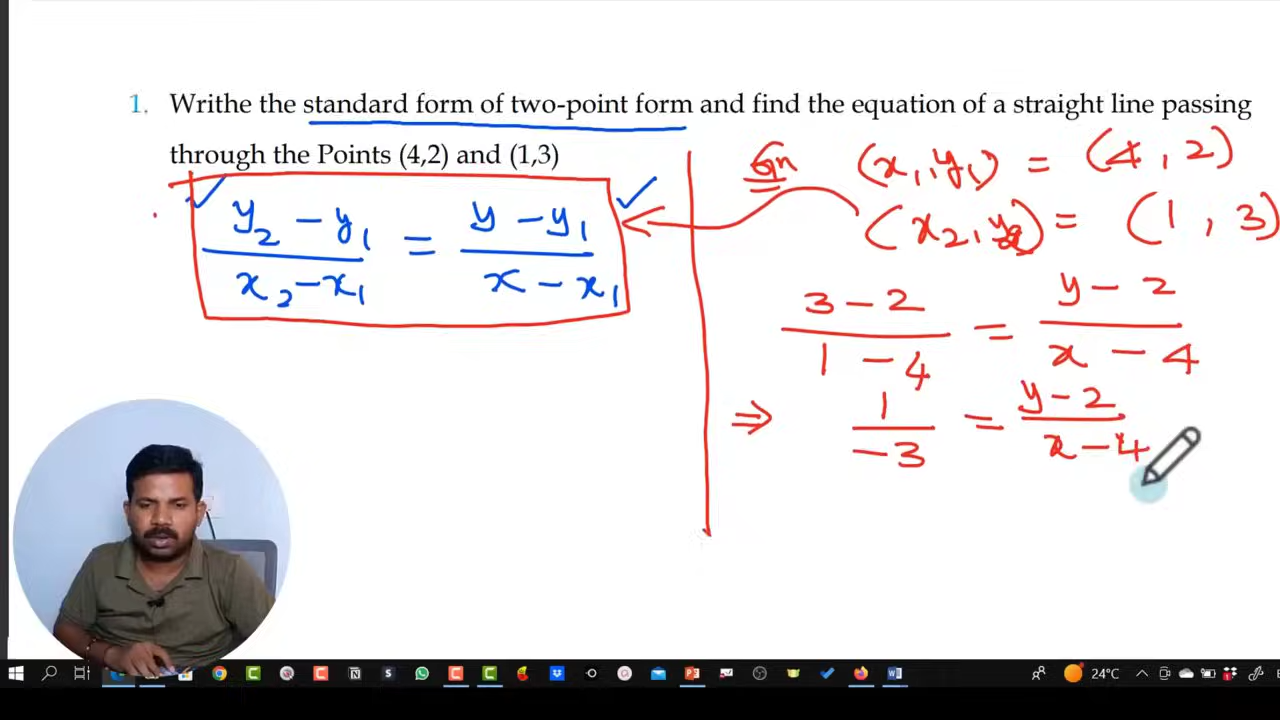 1. Writhe the standard form of two-point form and find the equation of a straight line passing
through the Points (4,2) and (1,3)
y₂ - y₁ / x₂ - x₁ = y - y₁ / x - x₁
Gn (x₁, y₁) = (4, 2)
(x₂, y₂) = (1, 3)
3 - 2 / 1 - 4 = y - 2 / x - 4
⇒ 1 / -3 = y - 2 / x - 4
24°C